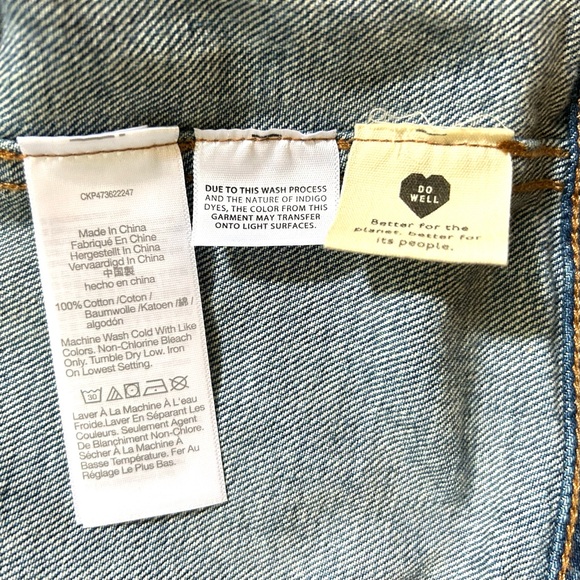 CKP473622247
Made In China
Fabriqué En Chine
Hergestellt In China
Vervaardigd In China
中国製
hecho en china
100% Cotton /Coton /
Baumwolle /Katoen /綿 /
algodón
Machine Wash Cold With Like
Colors. Non-Chlorine Bleach
Only. Tumble Dry Low. Iron
On Lowest Setting.
30
Laver À La Machine À L'eau
Froide.Laver En Séparant Les
Couleurs. Seulement Agent
De Blanchiment Non-Chlore.
Sécher À La Machine À
Basse Température. Fer Au
Réglage Le Plus Bas.
DUE TO THIS WASH PROCESS
AND THE NATURE OF INDIGO
DYES, THE COLOR FROM THIS
GARMENT MAY TRANSFER
ONTO LIGHT SURFACES.
DO
WELL
Better for the
planet, better for
its people.